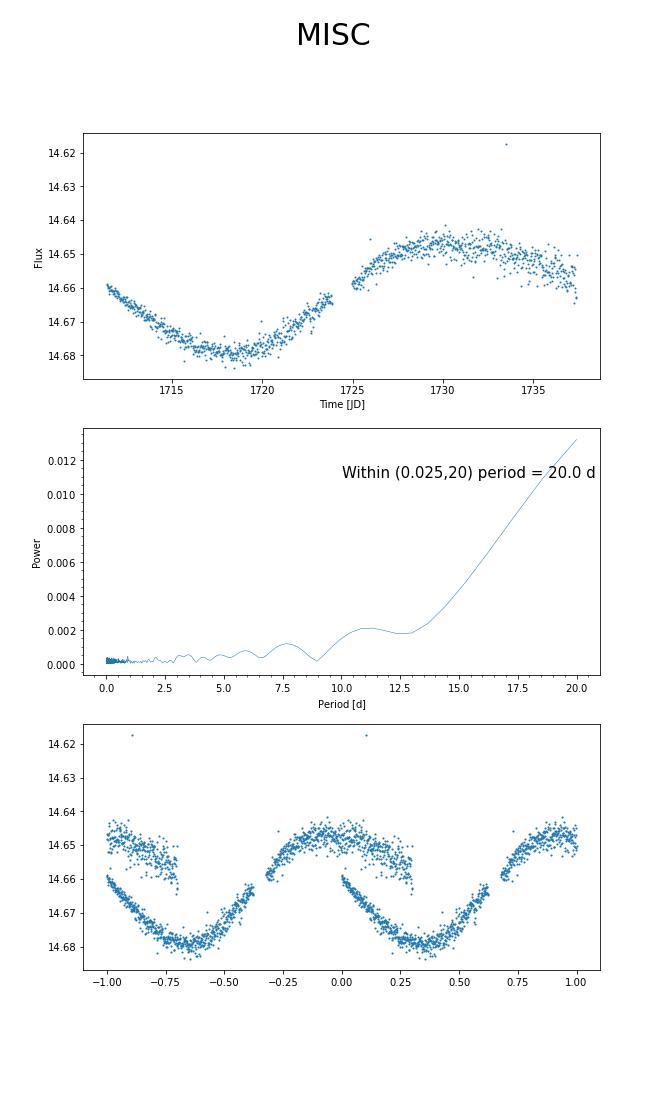 MISC
14.62
14.63
14.64
14.65
14.66
14.67
14.68
Flux
1715 1720 1725 1730 1735
Time [JD]
Within (0.025,20) period = 20.0 d
0.012
0.010
0.008
0.006
0.004
0.002
0.000
Power
0.0 2.5 5.0 7.5 10.0 12.5 15.0 17.5 20.0
Period [d]
14.62
14.63
14.64
14.65
14.66
14.67
14.68
−1.00 −0.75 −0.50 −0.25 0.00 0.25 0.50 0.75 1.00